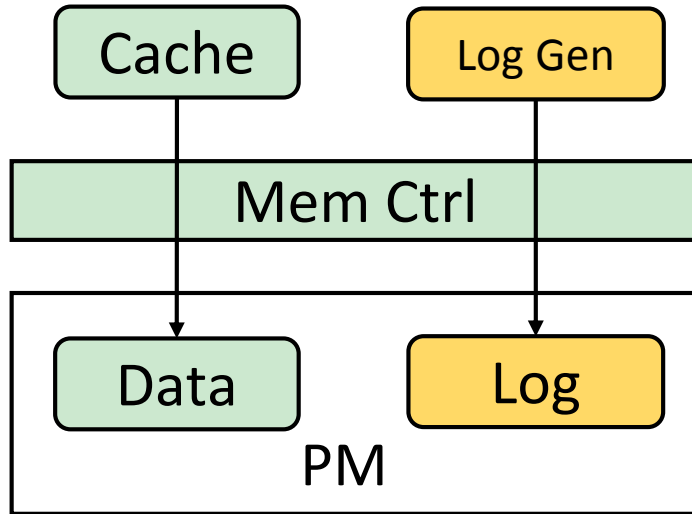 Cache
Log Gen
Mem Ctrl
Data
Log
PM